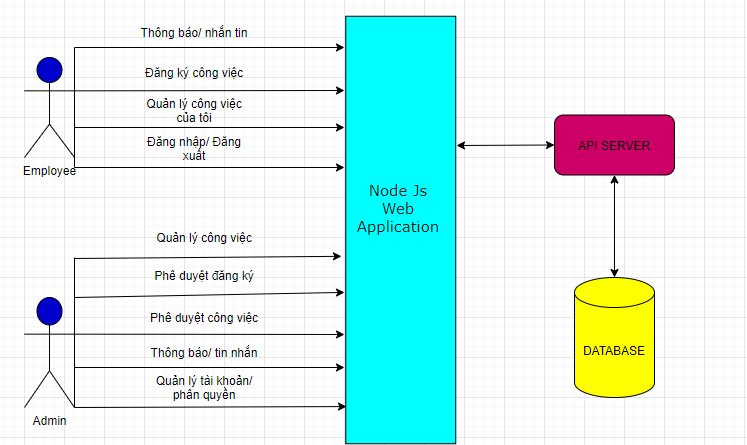 Thông báo/ nhắn tin
Đăng ký công việc
Quản lý công việc
của tôi
Đăng nhập/ Đăng
xuất
Employee
Node Js
Web
Application
API SERVER
DATABASE
Quản lý công việc
Phê duyệt đăng ký
Phê duyệt công việc
Thông báo/ tin nhắn
Quản lý tài khoản/
phân quyền
Admin